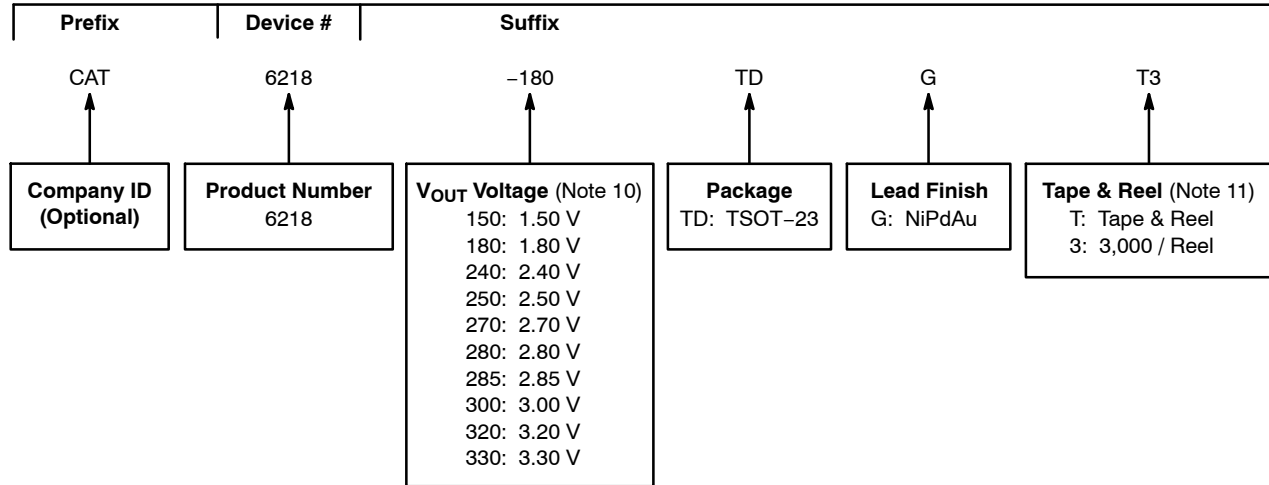 Prefix Device # Suffix
CAT 6218 −180 TD G T3
Company ID
(Optional)
Product Number
6218
VOUT Voltage (Note 10)
150: 1.50 V
180: 1.80 V
240: 2.40 V
250: 2.50 V
270: 2.70 V
280: 2.80 V
285: 2.85 V
300: 3.00 V
320: 3.20 V
330: 3.30 V
Package
TD: TSOT−23
Lead Finish
G: NiPdAu
Tape & Reel (Note 11)
T: Tape & Reel
3: 3,000 / Reel